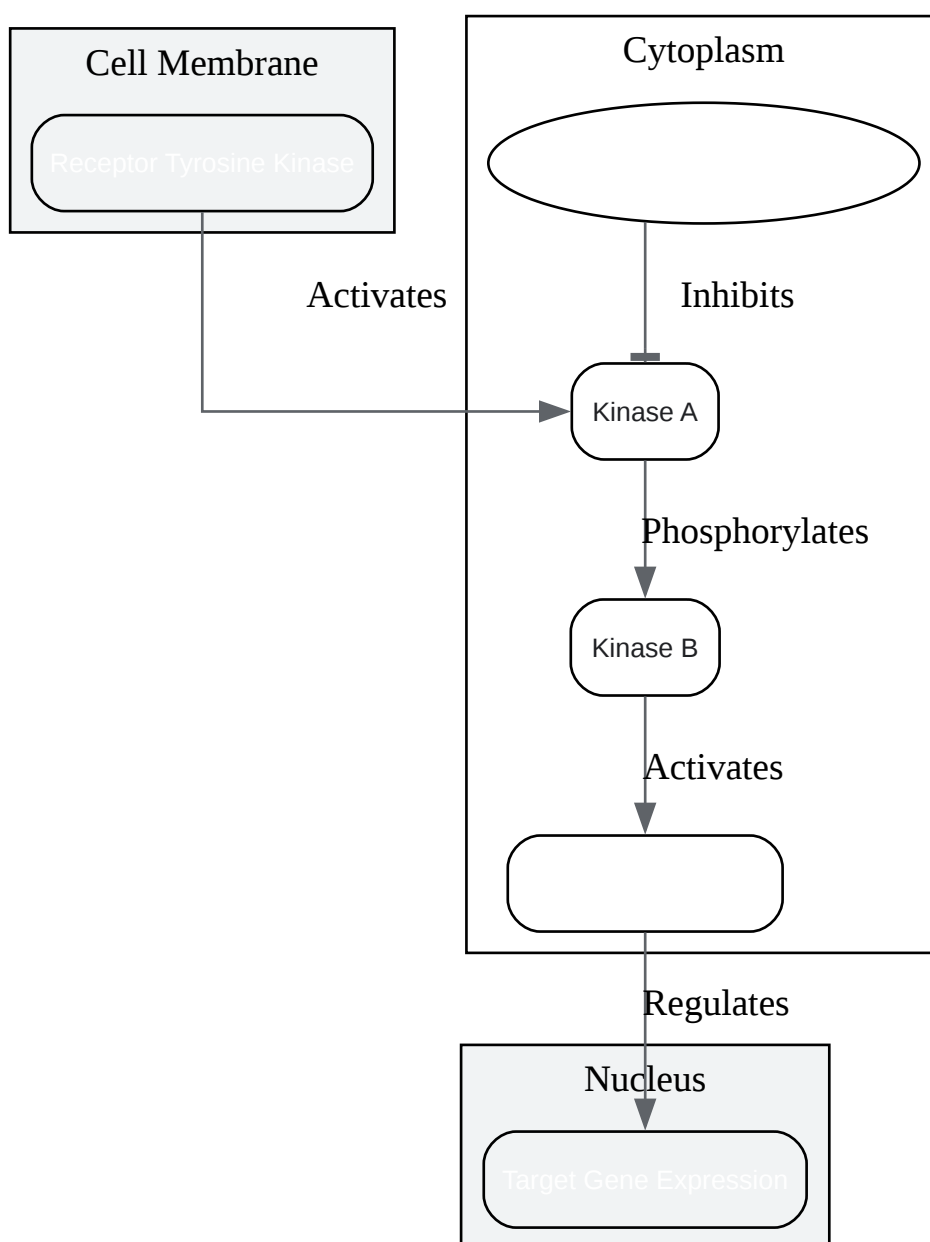 Cell Membrane
Receptor Tyrosine Kinase
Cytoplasm
Activates
Inhibits
Kinase A
Phosphorylates
Kinase B
Activates
Regulates
Nucleus
Target Gene Expression